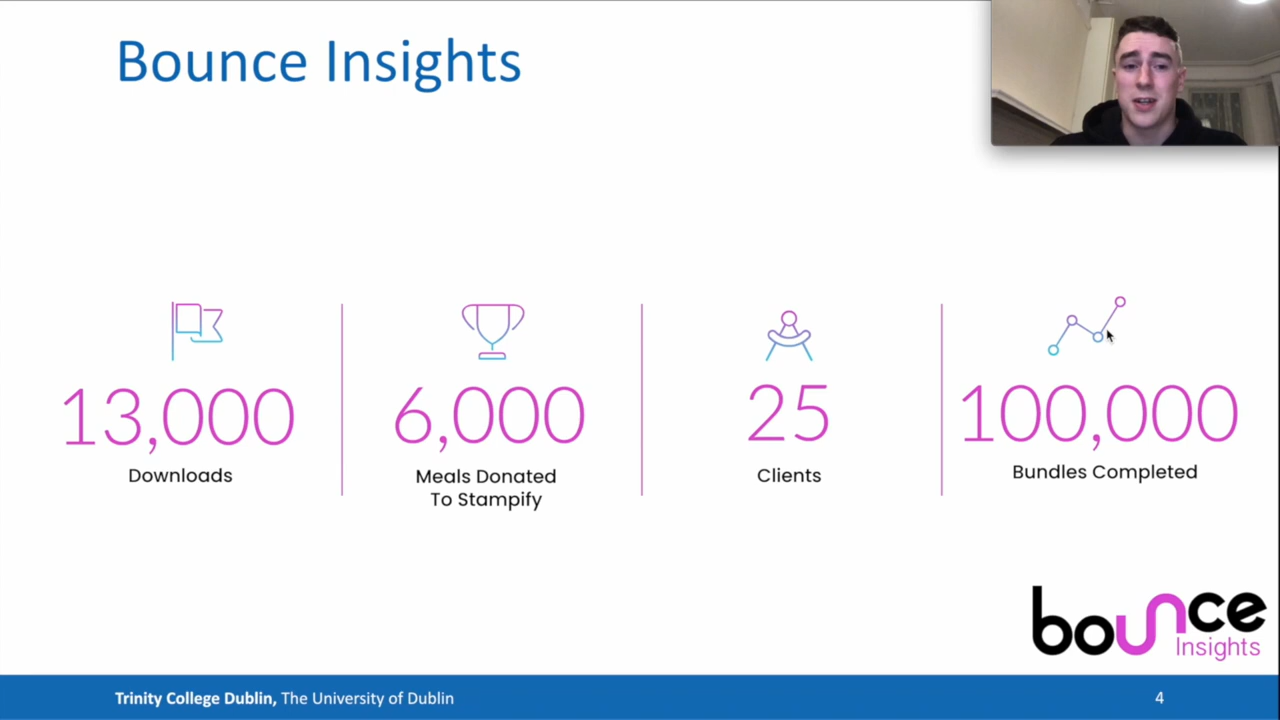 Bounce Insights
13,000
Downloads
6,000
Meals Donated
To Stampify
25
Clients
100,000
Bundles Completed
bounce
Insights
Trinity College Dublin, The University of Dublin
4